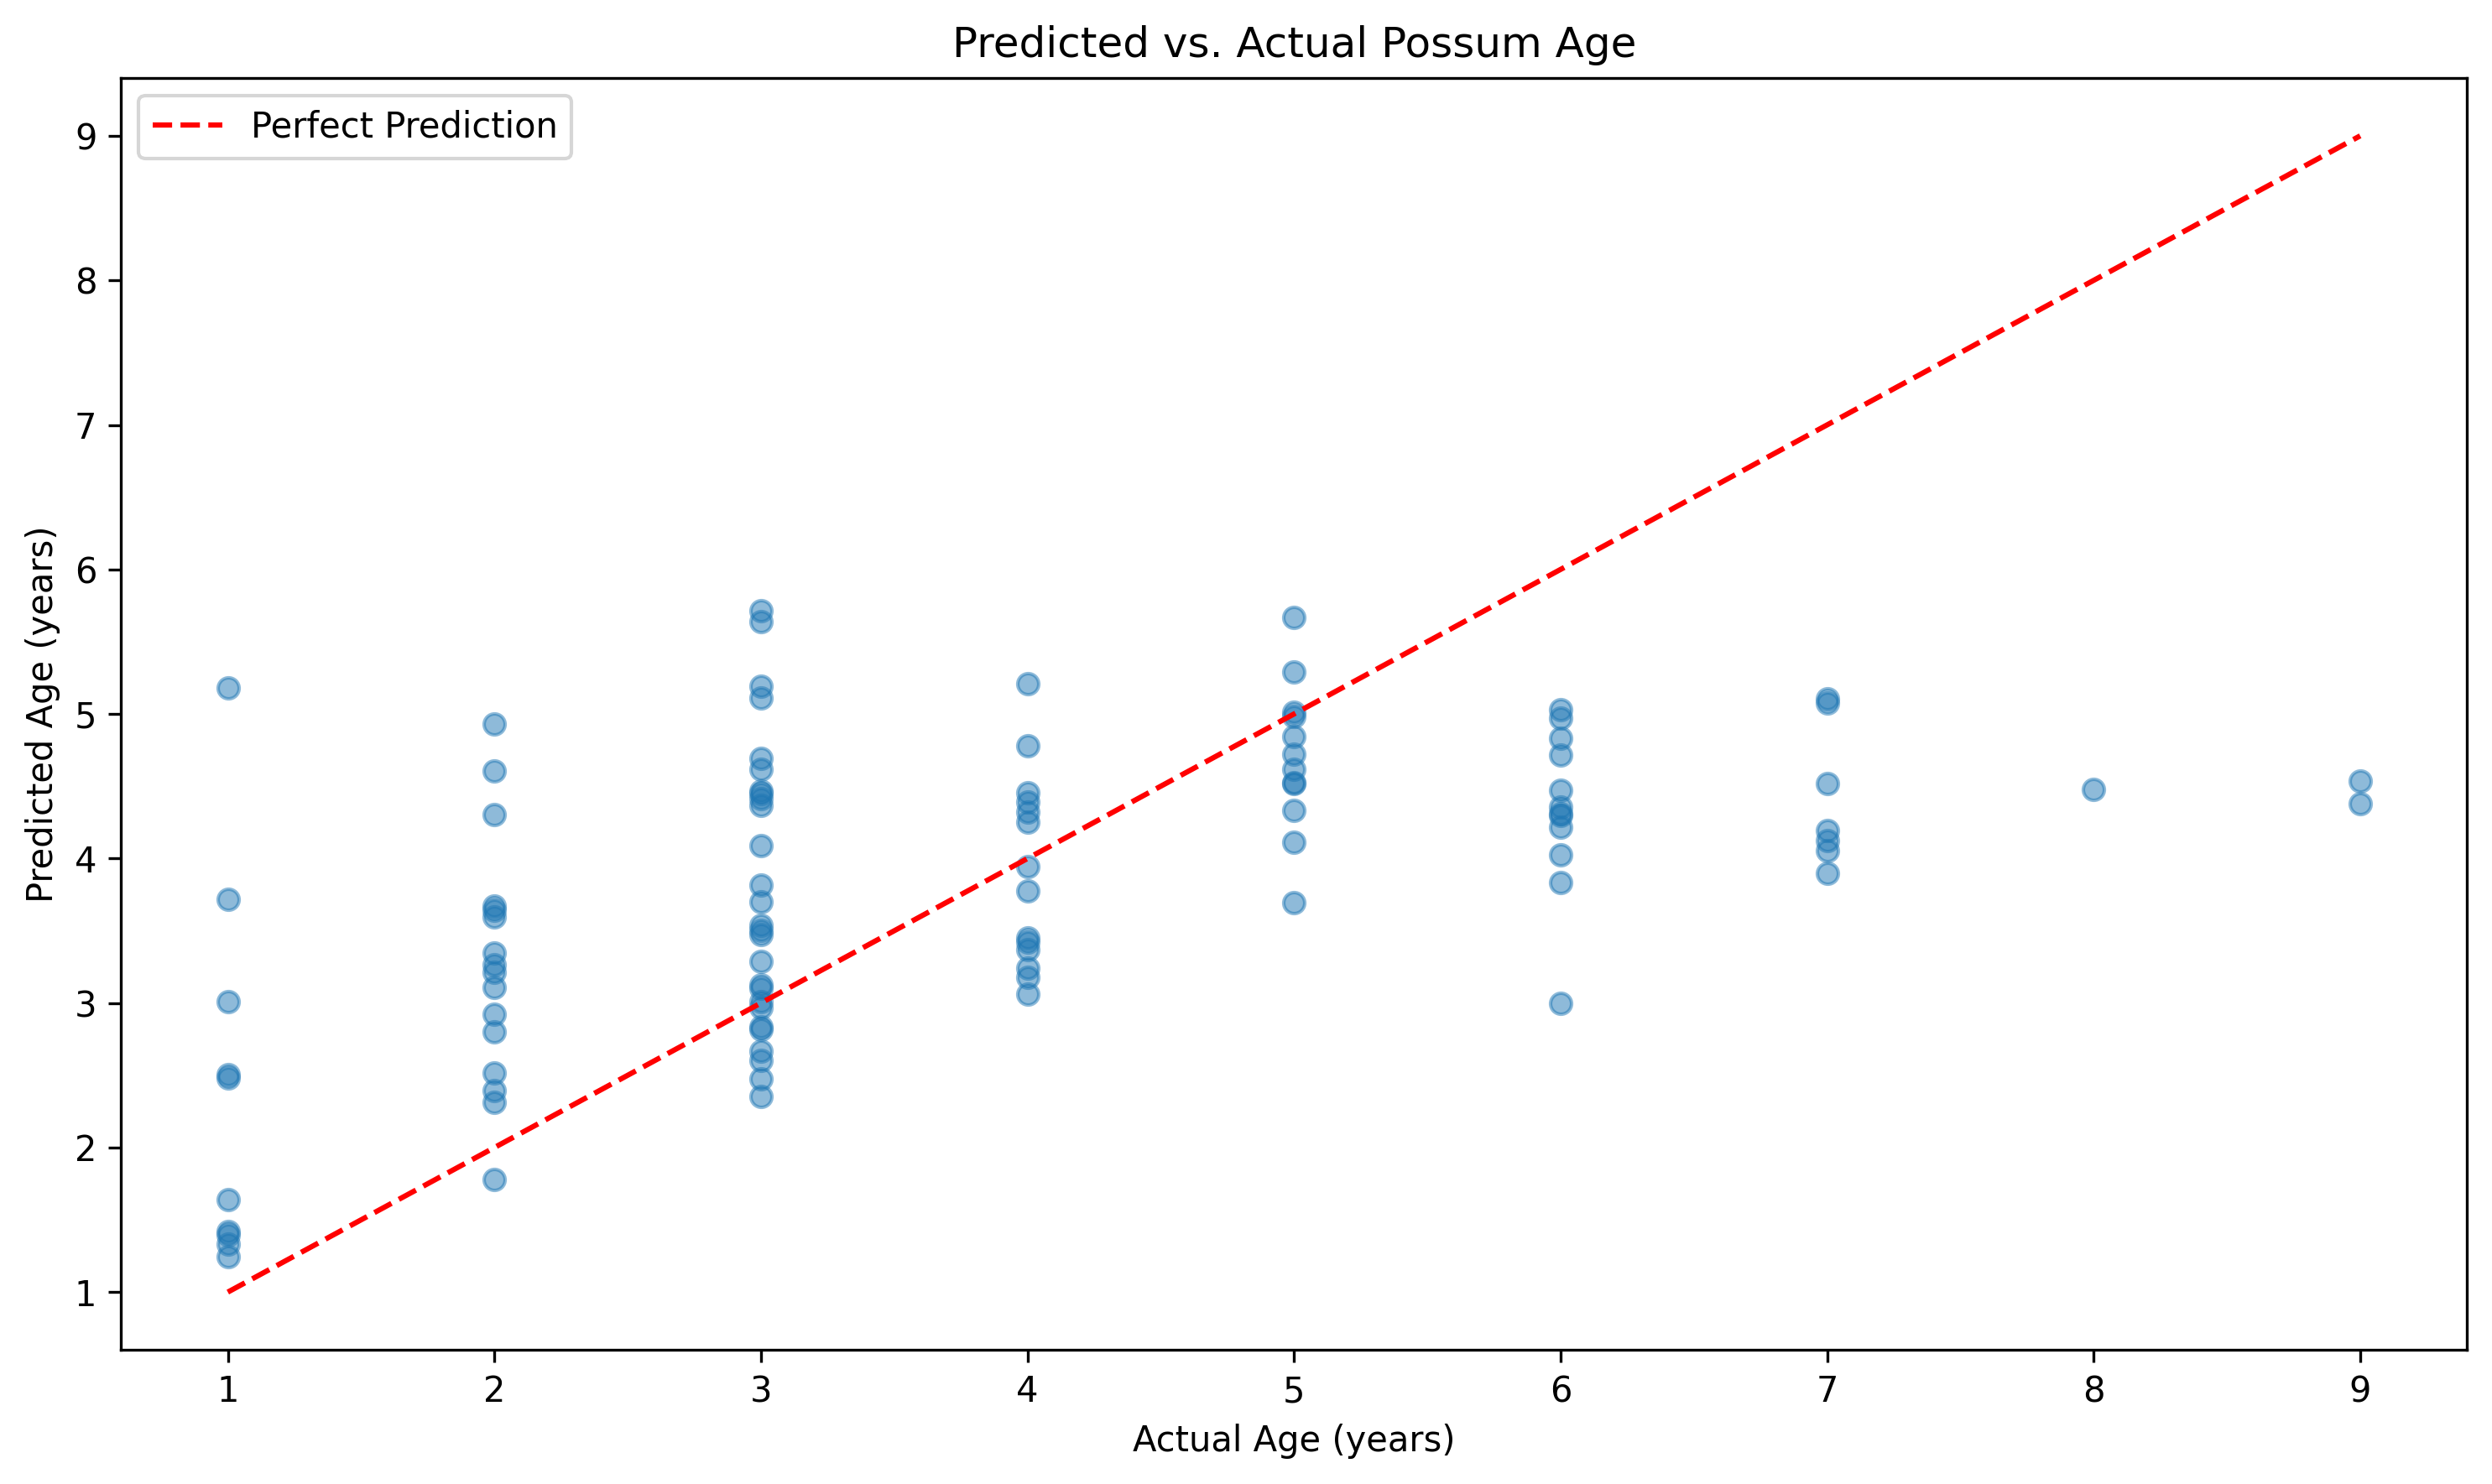 Predicted vs. Actual Possum Age
Perfect Prediction
Predicted Age (years)
9
8
7
6
5
4
3
2
1
1 2 3 4 5 6 7 8 9
Actual Age (years)